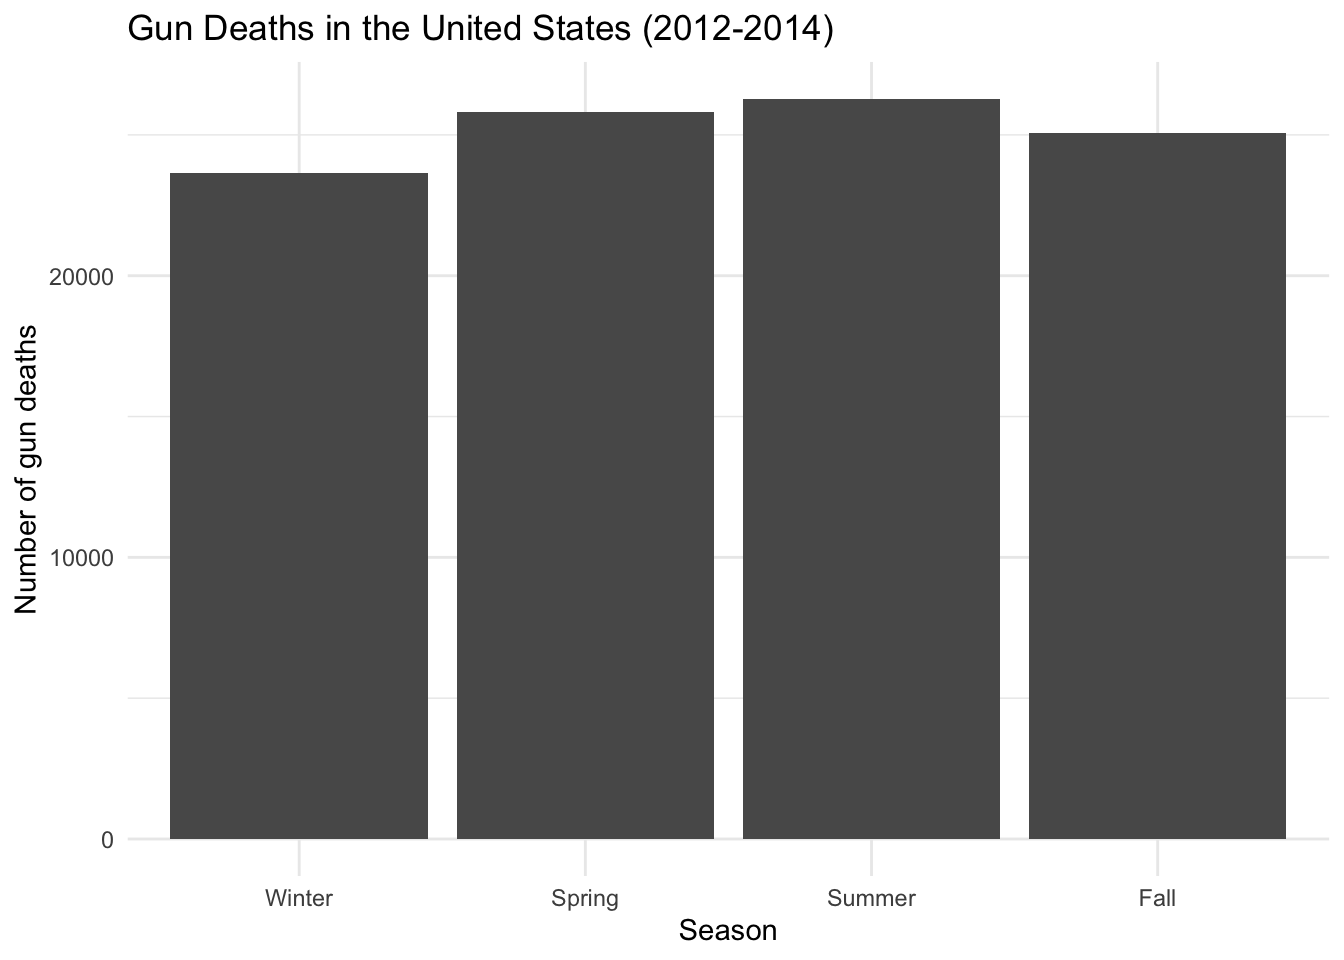 Gun Deaths in the United States (2012-2014)
Number of gun deaths
20000
10000
0
Winter
Spring
Summer
Fall
Season